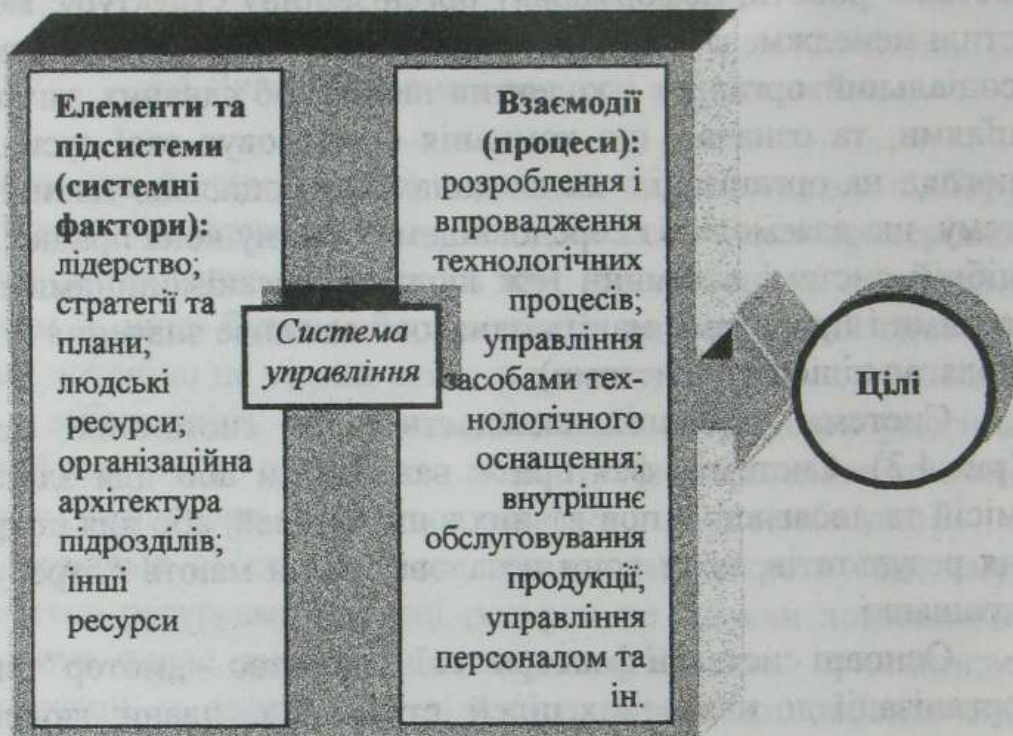 Елементи та
підсистеми
(системні
фактори):
лідерство;
стратегії та
плани;
людські
ресурси;
організаційна
архітектура
підрозділів;
інші
ресурси
Система
управління
Взаємодії
(процеси):
розроблення і
впровадження
технологічних
процесів;
управління
засобами тех-
нологічного
оснащення;
внутрішнє
обслуговування
продукції;
управління
персоналом та
ін.
Цілі